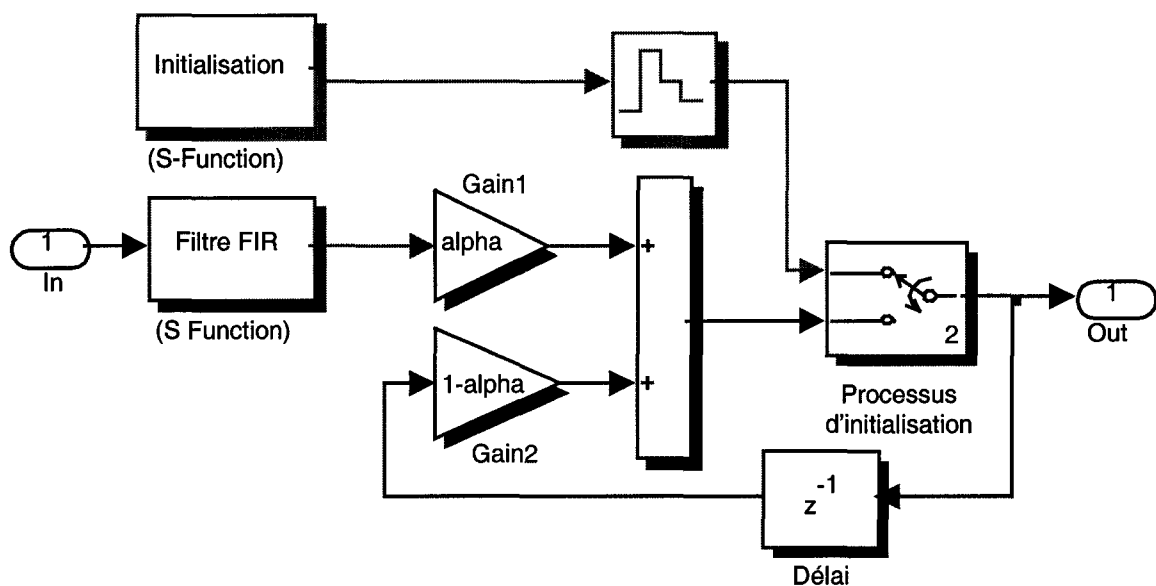 Initialisation
(S-Function)
Gain1
1
In
Filtre FIR
(S Function)
alpha
+
1-alpha
+
Gain2
2
Processus
d'initialisation
1
Out
z^-1
Délai